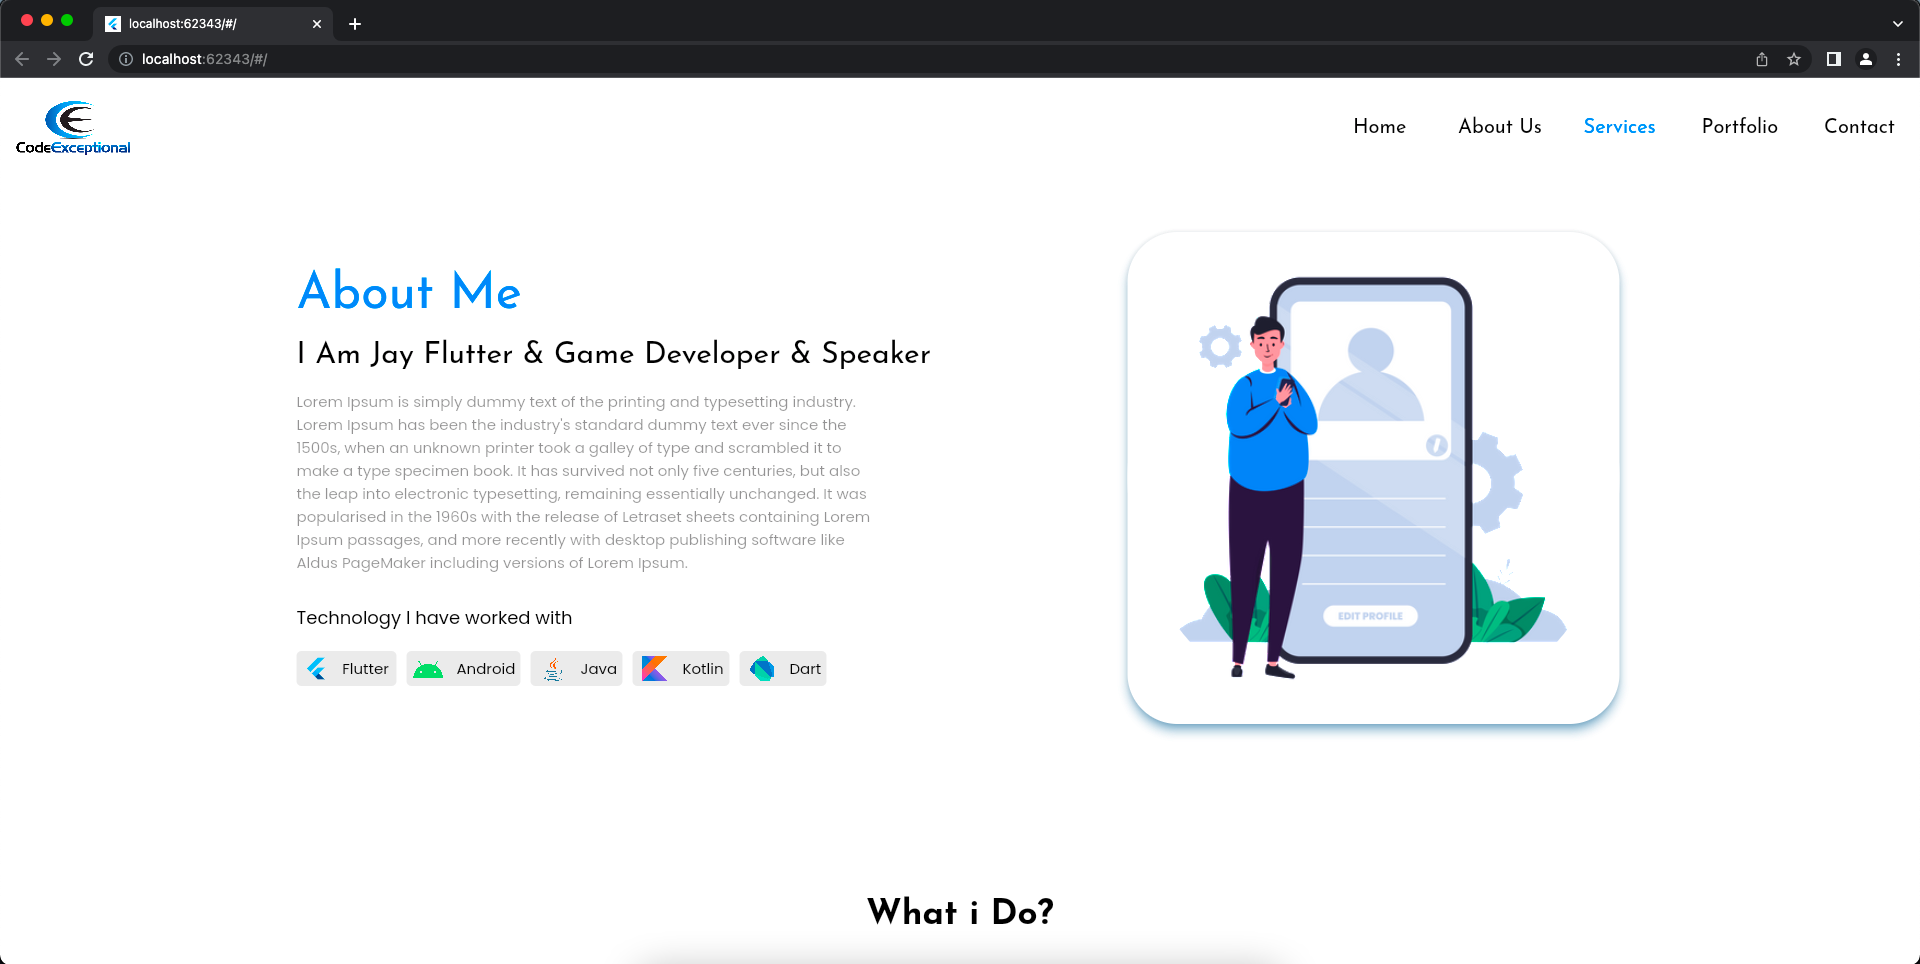 localhost:62343/#/
localhost:62343/#/
CodeExceptional
Home About Us Services Portfolio Contact
About Me
I Am Jay Flutter & Game Developer & Speaker
Lorem Ipsum is simply dummy text of the printing and typesetting industry.
Lorem Ipsum has been the industry's standard dummy text ever since the
1500s, when an unknown printer took a galley of type and scrambled it to
make a type specimen book. It has survived not only five centuries, but also
the leap into electronic typesetting, remaining essentially unchanged. It was
popularised in the 1960s with the release of Letraset sheets containing Lorem
Ipsum passages, and more recently with desktop publishing software like
Aldus PageMaker including versions of Lorem Ipsum.
Technology I have worked with
Flutter Android Java Kotlin Dart
EDIT PROFILE
What i Do?